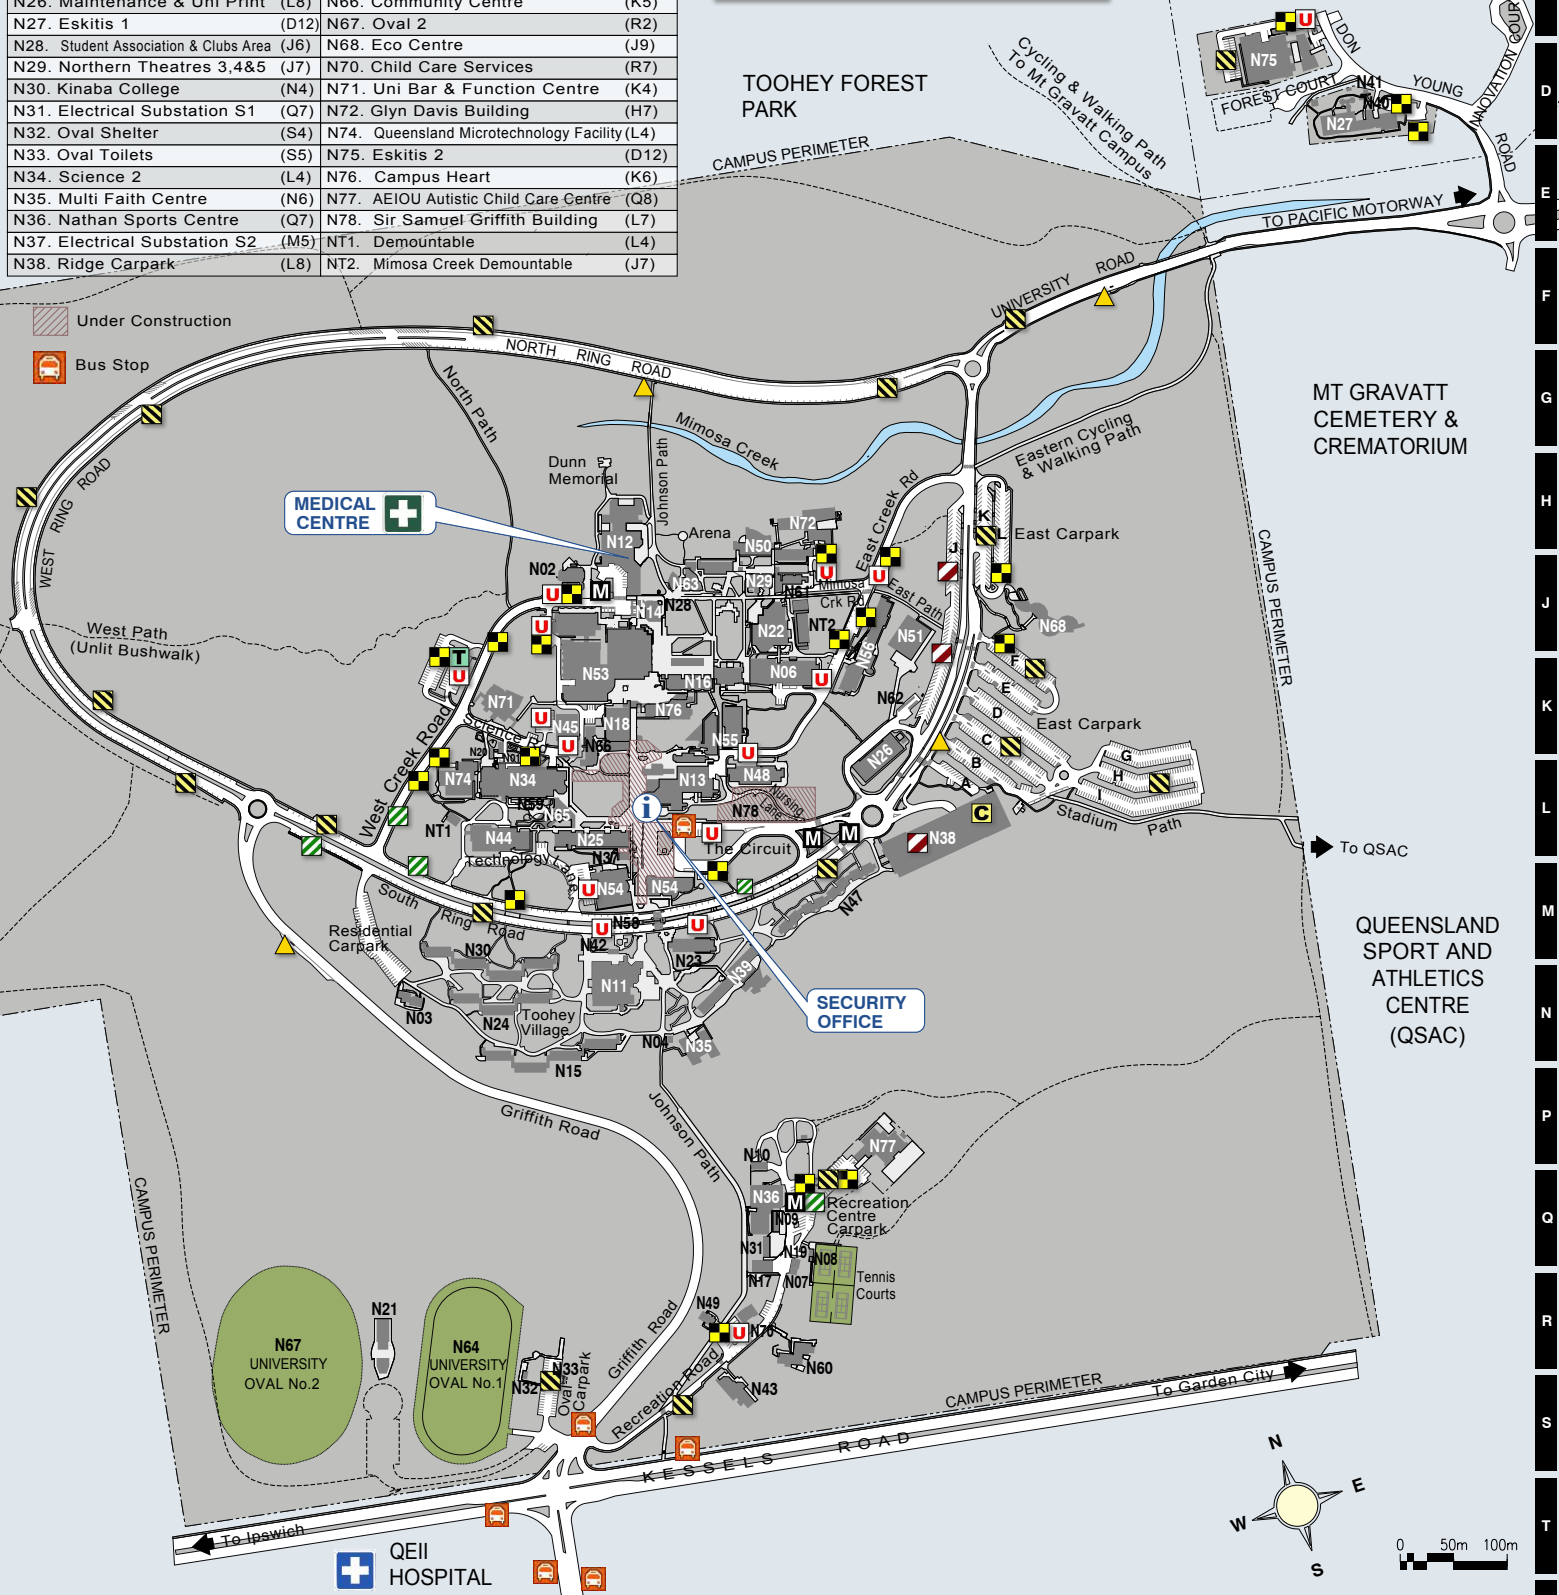 N26. Maintenance & Uni Print (L8) N66. Community Centre (K5)
N27. Eskitis 1 (D12) N67. Oval 2 (R2)
N28. Student Association & Clubs Area (J6) N68. Eco Centre (J9)
N29. Northern Theatres 3,4&5 (J7) N70. Child Care Services (R7)
N30. Kinaba College (N4) N71. Uni Bar & Function Centre (K4)
N31. Electrical Substation S1 (Q7) N72. Glyn Davis Building (H7)
N32. Oval Shelter (S4) N74. Queensland Microtechnology Facility (L4)
N33. Oval Toilets (S5) N75. Eskitis 2 (D12)
N34. Science 2 (L4) N76. Campus Heart (K6)
N35. Multi Faith Centre (N6) N77. AEIOU Autistic Child Care Centre (Q8)
N36. Nathan Sports Centre (Q7) N78. Sir Samuel Griffith Building (L7)
N37. Electrical Substation S2 (M5) NT1. Demountable (L4)
N38. Ridge Carpark (L8) NT2. Mimosa Creek Demountable (J7)
Under Construction
Bus Stop
TOOHEY FOREST
PARK
CAMPUS PERIMETER
Cycling & Walking Path
To Mt Gravatt Campus
U
N75
DON
YOUNG
ROAD
FOREST COURT
N41
N40
N27
TO PACIFIC MOTORWAY
UNIVERSITY ROAD
NORTH RING ROAD
North Path
WEST RING ROAD
Mimosa Creek
Johnson Path
Dunn
Memorial
MEDICAL
CENTRE
Eastern Cycling
& Walking Path
MT GRAVATT
CEMETERY &
CREMATORIUM
East Creek Rd
Arena
N12
N50
N72
N02
N63
N29
N61
N28
N14
M
U
U
U
U
Mimosa
Crk Rd
East Path
J
K
L
East Carpark
CAMPUS PERIMETER
N22
NT2
N56
N51
N68
West Path
(Unlit Bushwalk)
T
U
N53
N16
N06
U
N62
N71
N76
F
E
D
C
B
A
East Carpark
G
H
I
West Creek Road
Science Rd
U
N45
U
N18
N66
N55
U
N26
N20
N01
N74
N34
N13
N48
Nursing
Lane
N78
N59
N65
NT1
N44
N25
N37
Technology Lane
U
The Circuit
M
M
N38
C
Stadium Path
To QSAC
U
N54
N54
N47
South Ring Road
Residential
Carpark
U
N58
U
N42
N23
N30
N11
N39
SECURITY
OFFICE
QUEENSLAND
SPORT AND
ATHLETICS
CENTRE
(QSAC)
N03
N24
Toohey
Village
N04
N35
N15
Griffith Road
Johnson Path
N10
N77
N36
M
N09
Recreation
Centre
Carpark
N31
N19
N08
N17
N07
Tennis
Courts
CAMPUS PERIMETER
N67
UNIVERSITY
OVAL No.2
N21
N64
UNIVERSITY
OVAL No.1
N33
N32
Oval
Carpark
Griffith Road
N49
U
N70
N60
N43
Recreation Road
CAMPUS PERIMETER
To Garden City
KESSELS ROAD
To Ipswich
QEII
HOSPITAL
N
E
W
S
0 50m 100m
D
E
F
G
H
J
K
L
M
N
P
Q
R
S
T